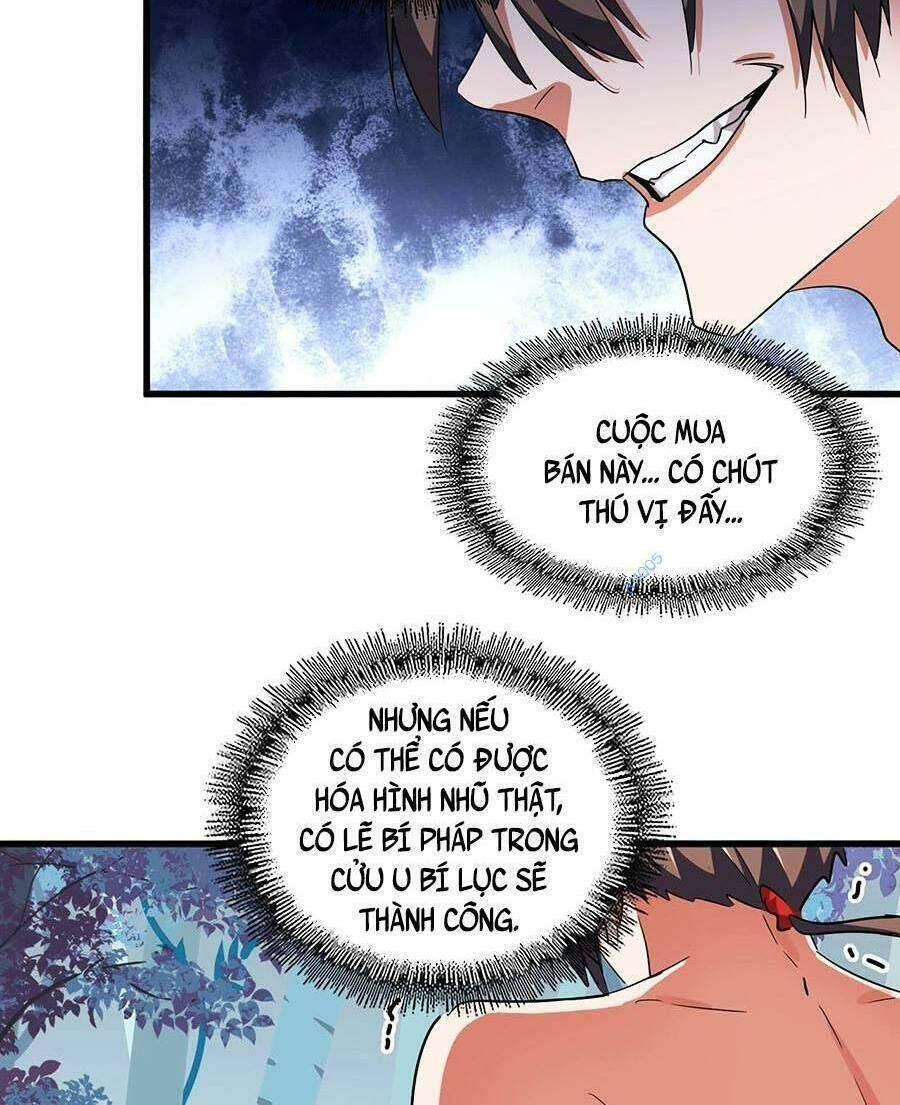 CUỘC MUA
BÁN NÀY... CÓ CHÚT
THÚ VỊ ĐẤY...
NHƯNG NẾU
CÓ THỂ CÓ ĐƯỢC
HÓA HÌNH NHŨ THẬT,
CÓ LẼ BÍ PHÁP TRONG
CỬU U BÍ LỤC SẼ
THÀNH CÔNG.